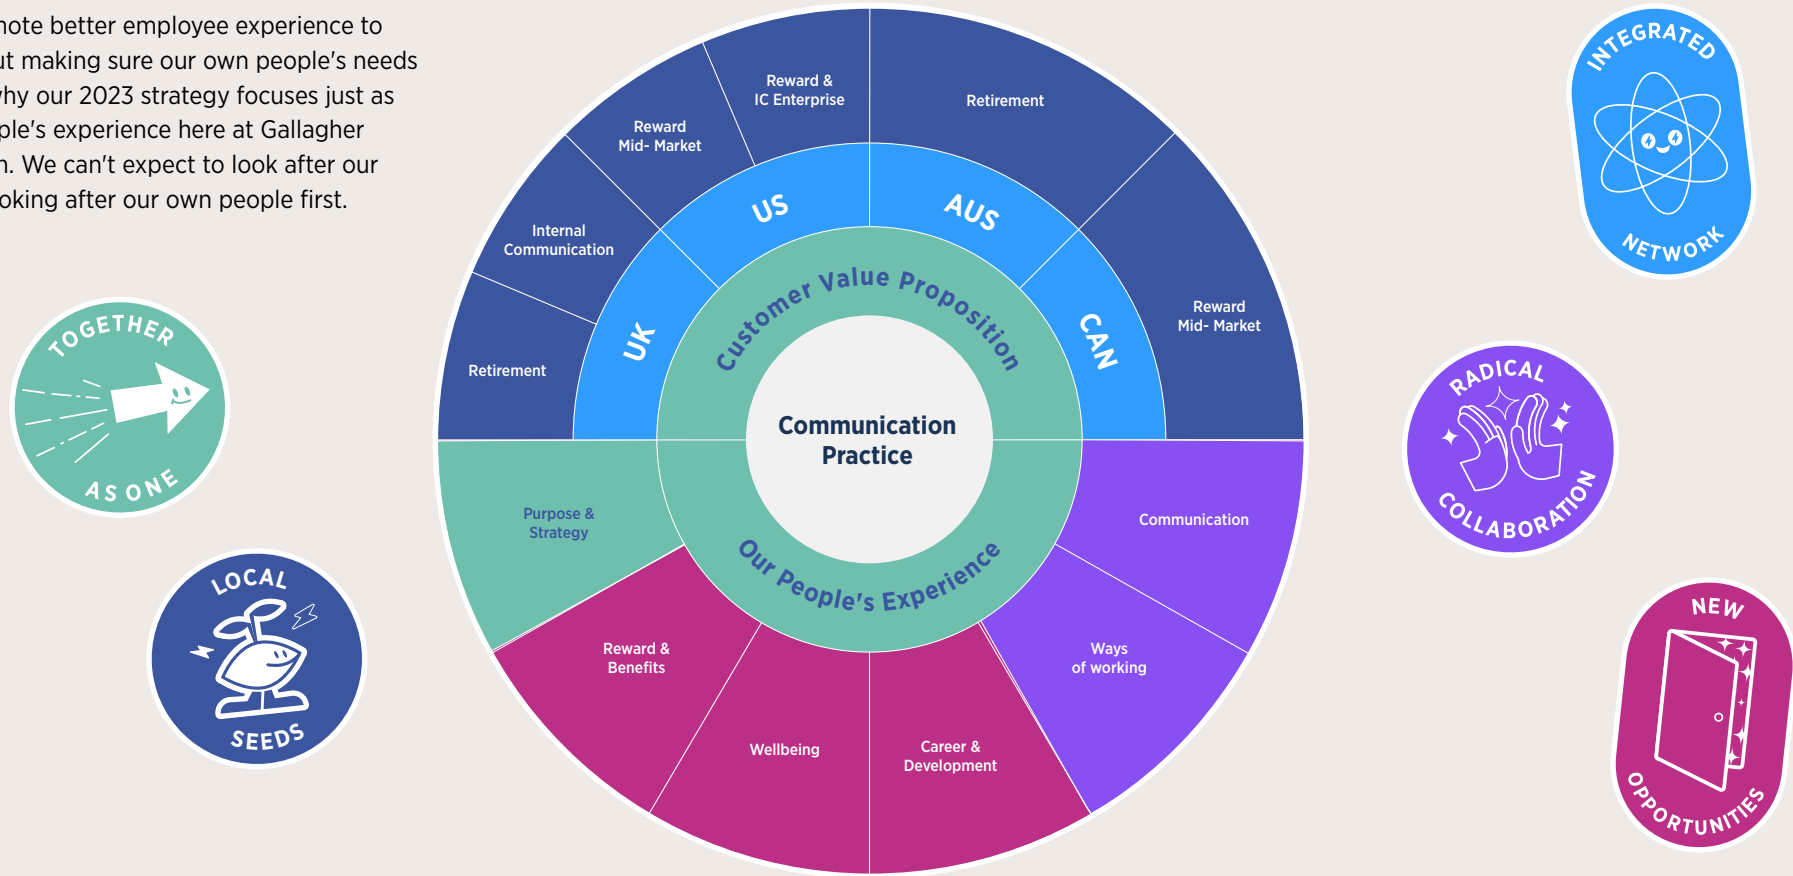 note better employee experience to
ut making sure our own people's needs
why our 2023 strategy focuses just as
ple's experience here at Gallagher
n. We can't expect to look after our
oking after our own people first.
Reward &
IC Enterprise
Retirement
Reward
Mid- Market
US
AUS
Internal
Communication
Customer Value Proposition
Reward
Mid- Market
UK
CAN
Retirement
Communication
Practice
Purpose &
Strategy
Communication
Our People's Experience
Reward &
Benefits
Ways
of working
Wellbeing
Career &
Development
TOGETHER
AS ONE
LOCAL
SEEDS
INTEGRATED
NETWORK
RADICAL
COLLABORATION
NEW
OPPORTUNITIES